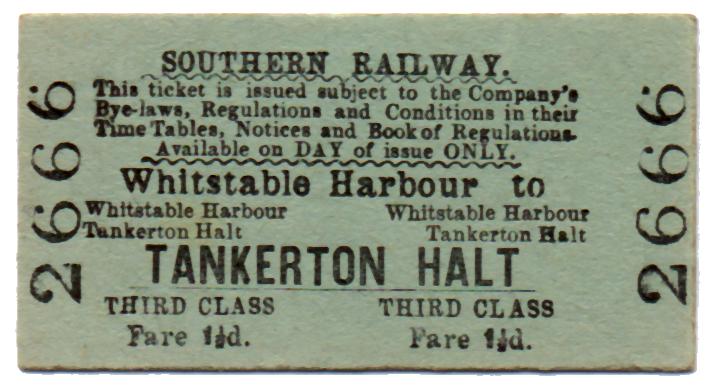 SOUTHERN RAILWAY.
This ticket is issued subject to the Company's
Bye-laws, Regulations and Conditions in their
Time Tables, Notices and Book of Regulations.
Available on DAY of issue ONLY.
Whitstable Harbour to
Whitstable Harbour Whitstable Harbour
Tankerton Halt Tankerton Halt
TANKERTON HALT
THIRD CLASS THIRD CLASS
Fare 1½d. Fare 1½d.
2666
2666